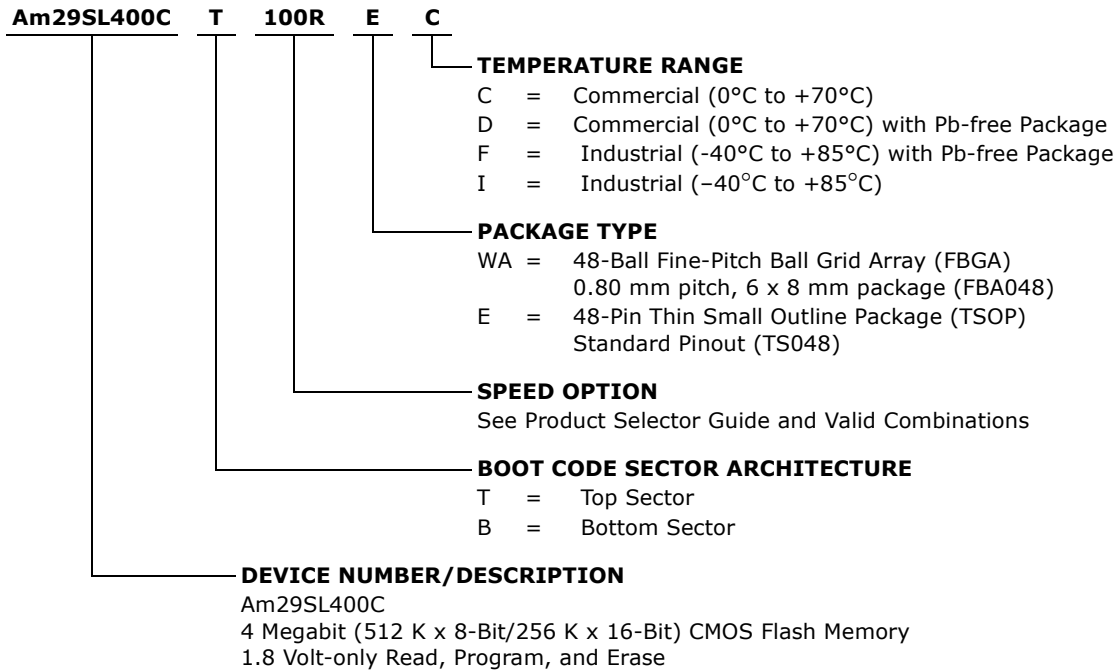 Am29SL400C T 100R E C
TEMPERATURE RANGE
C = Commercial (0°C to +70°C)
D = Commercial (0°C to +70°C) with Pb-free Package
F = Industrial (-40°C to +85°C) with Pb-free Package
I = Industrial (–40°C to +85°C)
PACKAGE TYPE
WA = 48-Ball Fine-Pitch Ball Grid Array (FBGA)
0.80 mm pitch, 6 x 8 mm package (FBA048)
E = 48-Pin Thin Small Outline Package (TSOP)
Standard Pinout (TS048)
SPEED OPTION
See Product Selector Guide and Valid Combinations
BOOT CODE SECTOR ARCHITECTURE
T = Top Sector
B = Bottom Sector
DEVICE NUMBER/DESCRIPTION
Am29SL400C
4 Megabit (512 K x 8-Bit/256 K x 16-Bit) CMOS Flash Memory
1.8 Volt-only Read, Program, and Erase